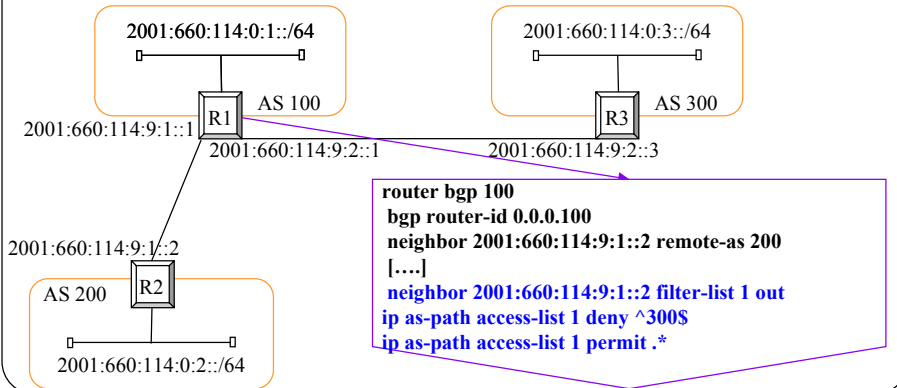 2001:660:114:0:1::/64
2001:660:114:0:3::/64
R1
AS 100
R3
AS 300
2001:660:114:9:1::1
2001:660:114:9:2::1
2001:660:114:9:2::3
router bgp 100
bgp router-id 0.0.0.100
neighbor 2001:660:114:9:1::2 remote-as 200
[….]
neighbor 2001:660:114:9:1::2 filter-list 1 out
ip as-path access-list 1 deny ^300$
ip as-path access-list 1 permit .*
2001:660:114:9:1::2
AS 200
R2
2001:660:114:0:2::/64